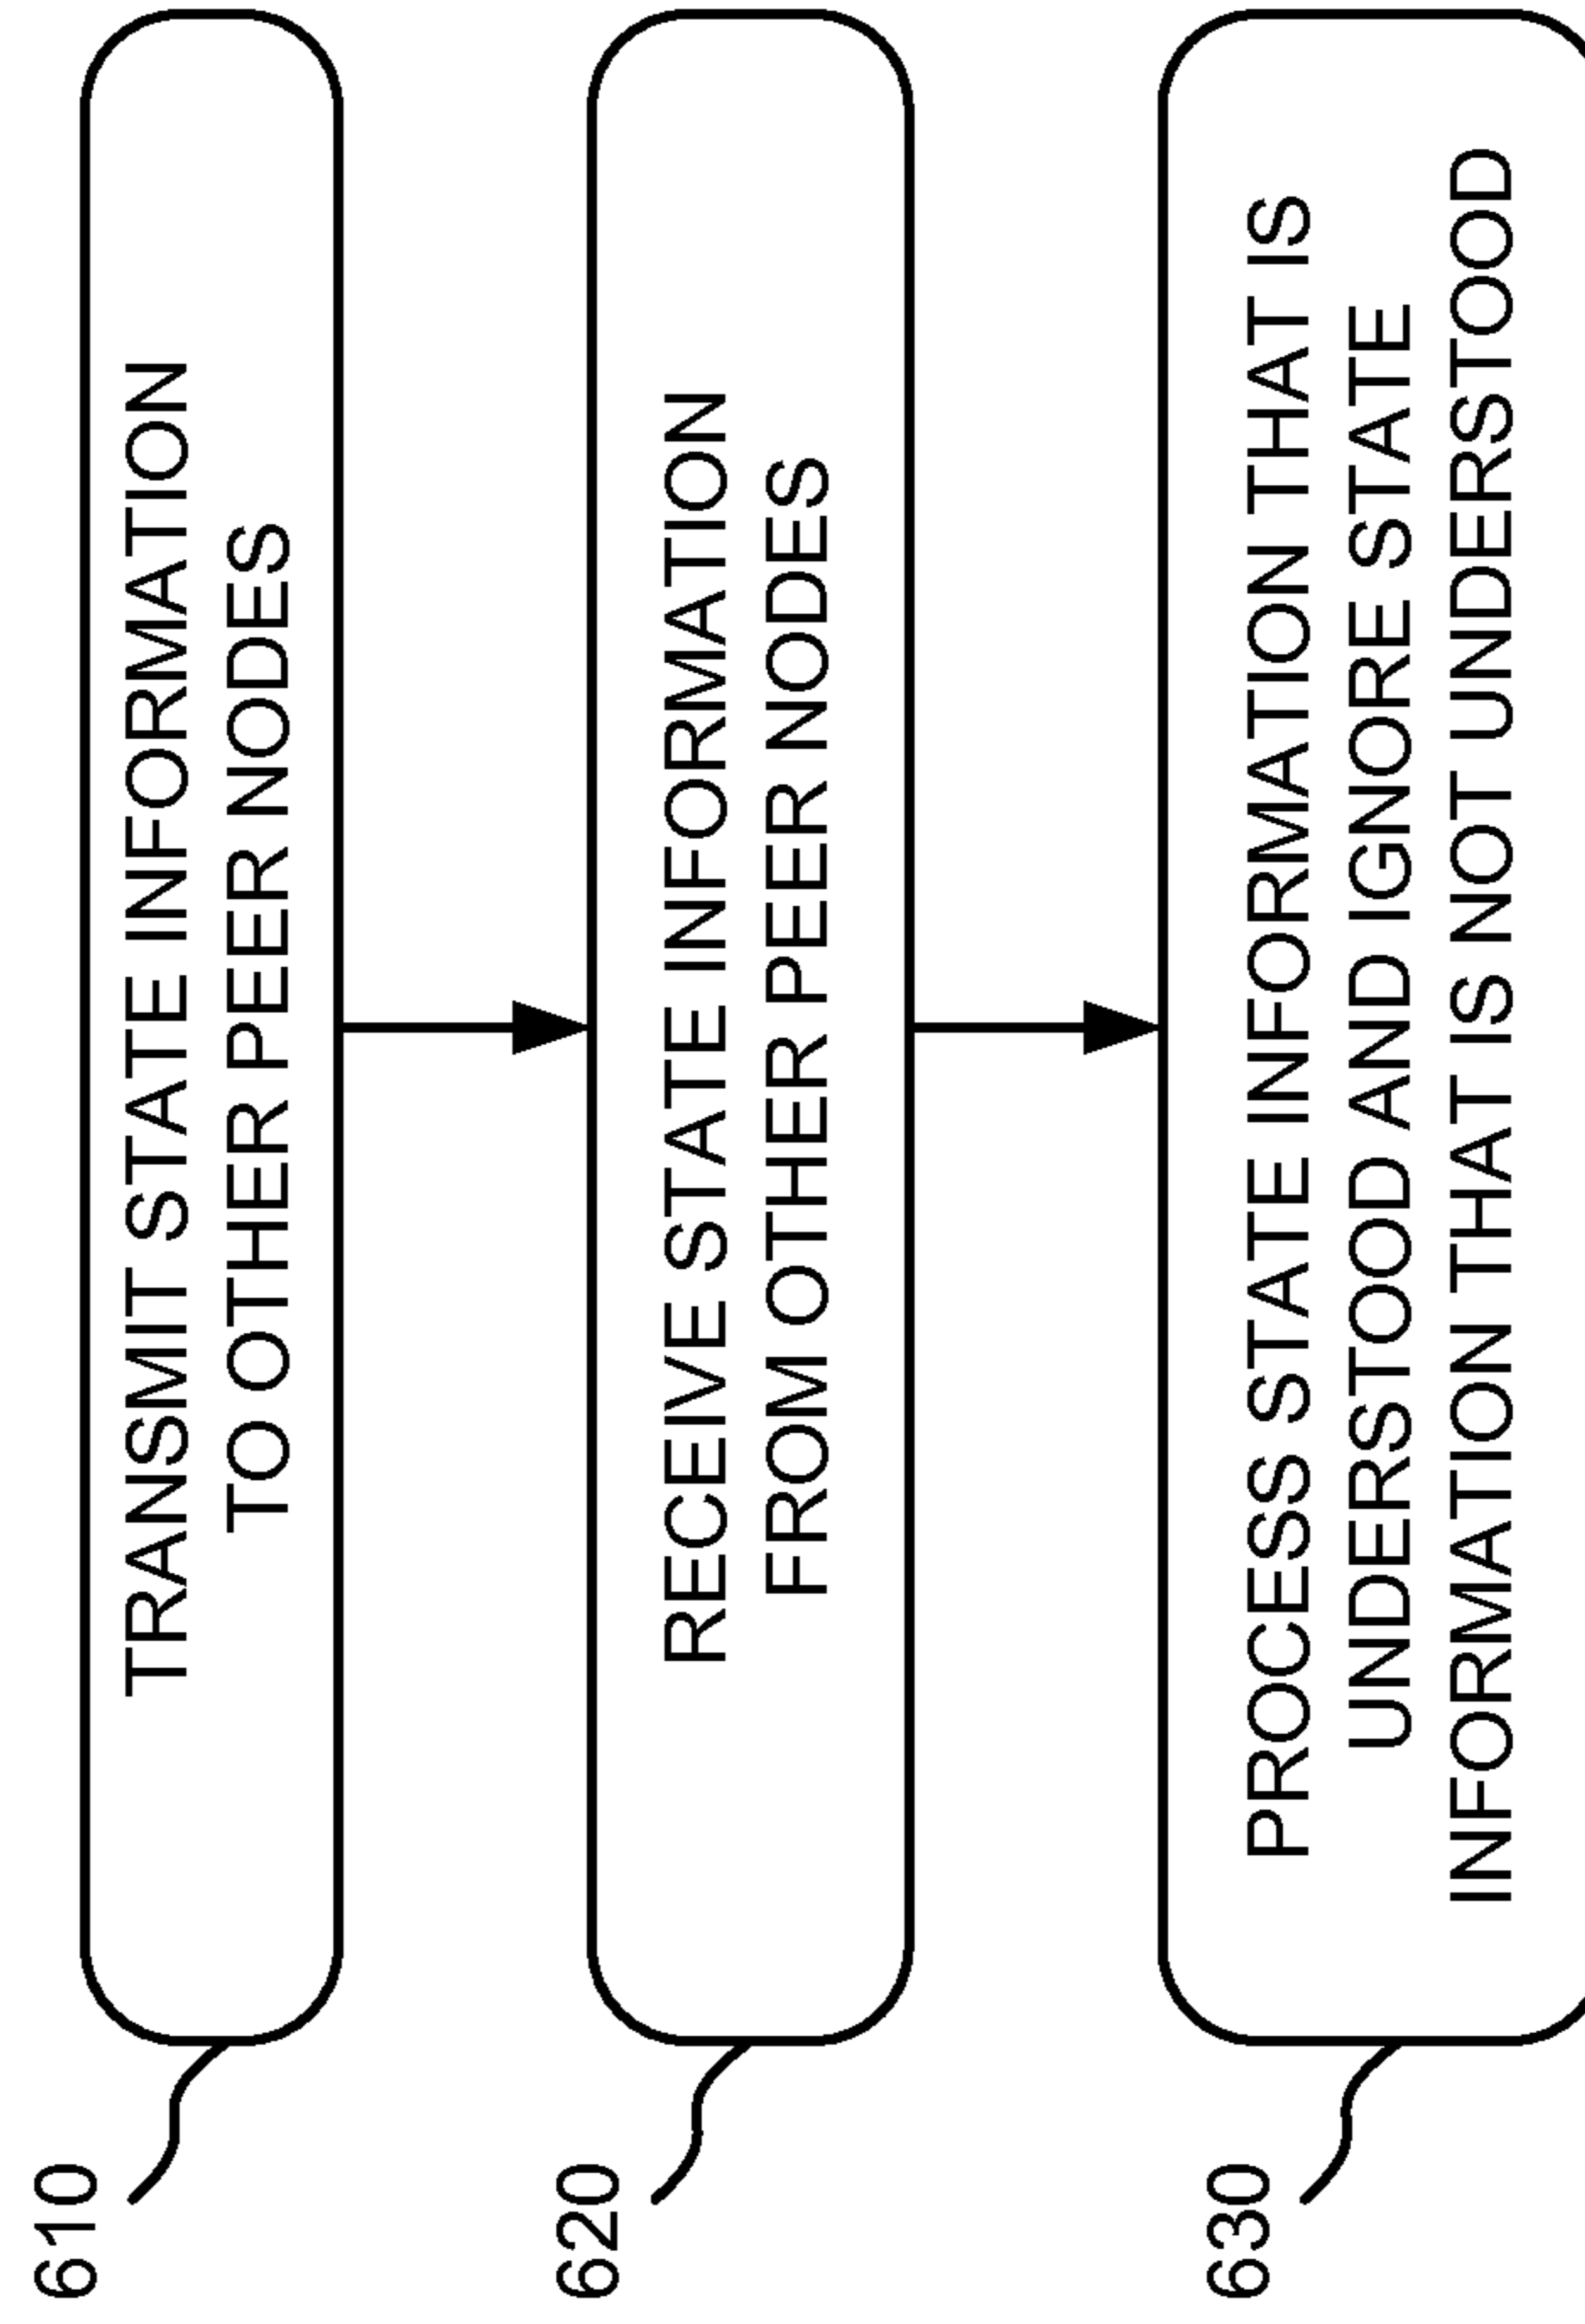 610
TRANSMIT STATE INFORMATION
TO OTHER PEER NODES
620
RECEIVE STATE INFORMATION
FROM OTHER PEER NODES
630
PROCESS STATE INFORMATION THAT IS
UNDERSTOOD AND IGNORE STATE
INFORMATION THAT IS NOT UNDERSTOOD